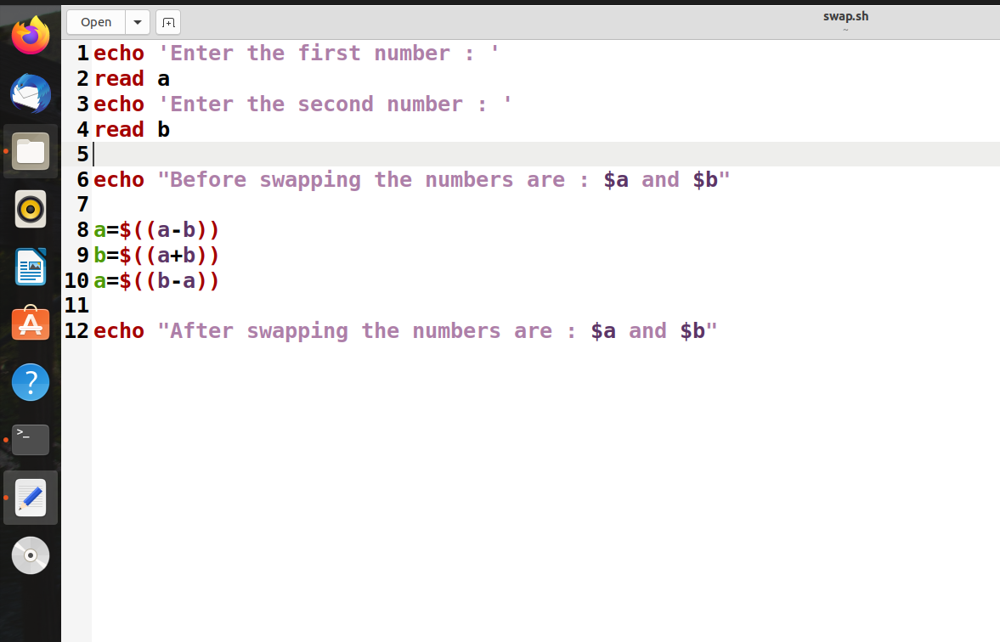 Open
swap.sh
~
1 echo 'Enter the first number : '
2 read a
3 echo 'Enter the second number : '
4 read b
5
6 echo "Before swapping the numbers are : $a and $b"
7
8 a=$((a-b))
9 b=$((a+b))
10 a=$((b-a))
11
12 echo "After swapping the numbers are : $a and $b"
?
>_